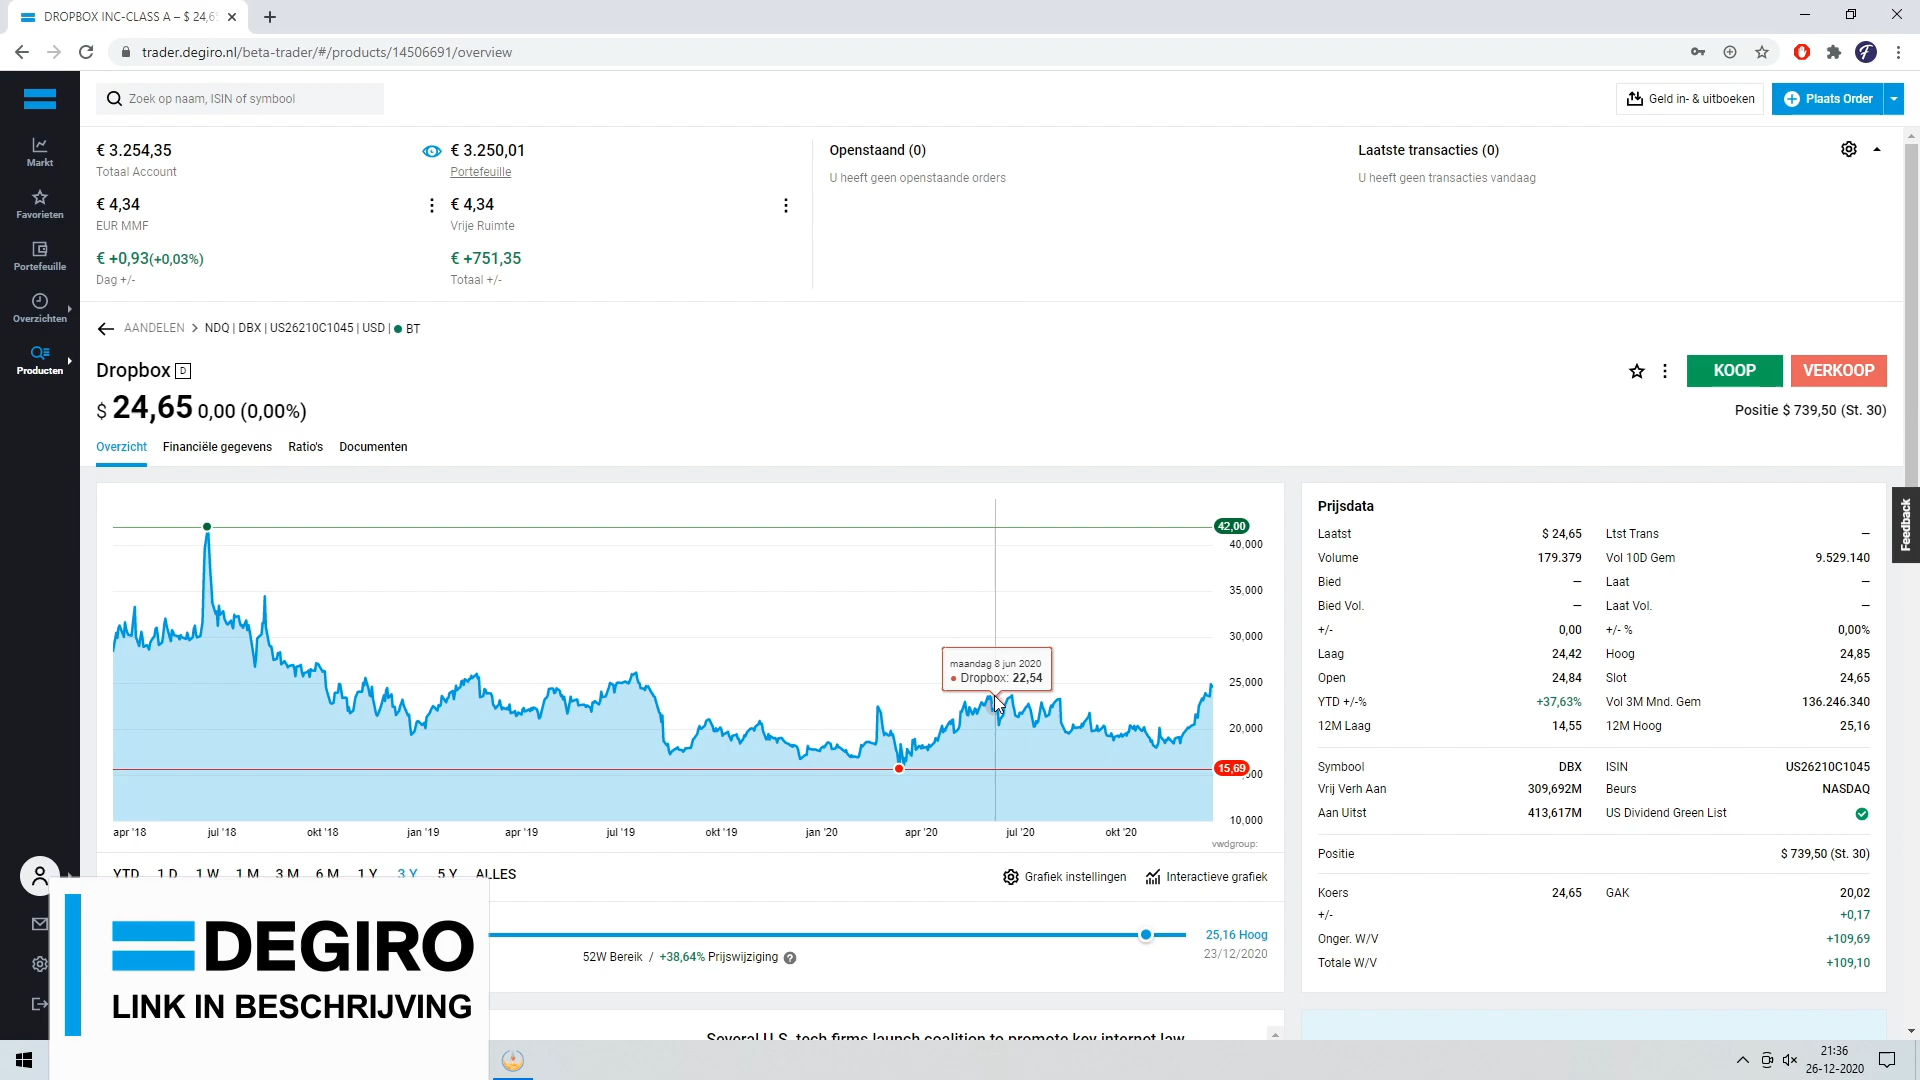 DROPBOX INC-CLASS A – $ 24,6
trader.degiro.nl/beta-trader/#/products/14506691/overview
Zoek op naam, ISIN of symbool
Geld in- & uitboeken
Plaats Order
Markt
Favorieten
Portefeuille
Overzichten
Producten
€ 3.254,35
Totaal Account
€ 3.250,01
Portefeuille
€ 4,34
EUR MMF
€ 4,34
Vrije Ruimte
€ +0,93(+0,03%)
Dag +/-
€ +751,35
Totaal +/-
Openstaand (0)
U heeft geen openstaande orders
Laatste transacties (0)
U heeft geen transacties vandaag
AANDELEN > NDQ | DBX | US26210C1045 | USD | BT
Dropbox D
$ 24,65 0,00 (0,00%)
KOOP
VERKOOP
Positie $ 739,50 (St. 30)
Overzicht Financiële gegevens Ratio's Documenten
42,00
40,000
35,000
30,000
25,000
20,000
15,69
,000
10,000
maandag 8 jun 2020
Dropbox: 22,54
apr '18 jul '18 okt '18 jan '19 apr '19 jul '19 okt '19 jan '20 apr '20 jul '20 okt '20
vwdgroup:
YTD 1 D 1 W 1 M 3 M 6 M 1 Y 3 Y 5 Y ALLES
Grafiek instellingen
Interactieve grafiek
25,16 Hoog
23/12/2020
52W Bereik / +38,64% Prijswijziging ?
Several U.S. tech firms launch coalition to promote key internet law
Prijsdata
Laatst $ 24,65 Ltst Trans –
Volume 179.379 Vol 10D Gem 9.529.140
Bied – Laat –
Bied Vol. – Laat Vol. –
+/- 0,00 +/- % 0,00%
Laag 24,42 Hoog 24,85
Open 24,84 Slot 24,65
YTD +/-% +37,63% Vol 3M Mnd. Gem 136.246.340
12M Laag 14,55 12M Hoog 25,16
Symbool DBX ISIN US26210C1045
Vrij Verh Aan 309,692M Beurs NASDAQ
Aan Uitst 413,617M US Dividend Green List
Positie $ 739,50 (St. 30)
Koers 24,65 GAK 20,02
+/- +0,17
Onger. W/V +109,69
Totale W/V +109,10
Feedback
DEGIRO
LINK IN BESCHRIJVING
21:36
26-12-2020